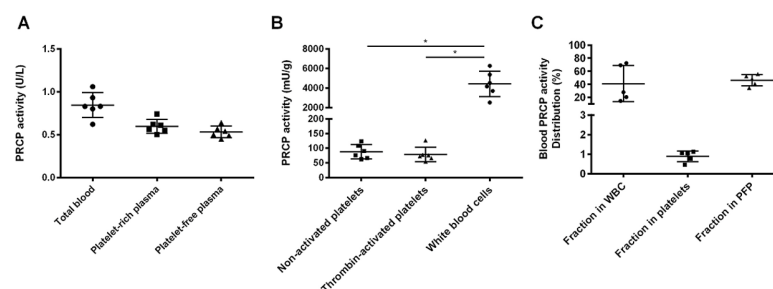 A
PRCP activity (U/L)
1.5
1.0
0.5
0.0
Total blood
Platelet-rich plasma
Platelet-free plasma
B
PRCP activity (mU/g)
8000
6000
4000
2000
200
150
100
50
0
*
*
Non-activated platelets
Thrombin-activated platelets
White blood cells
C
Blood PRCP activity
Distribution (%)
100
80
60
40
20
0
3
2
1
0
Fraction in WBC
Fraction in platelets
Fraction in PFP